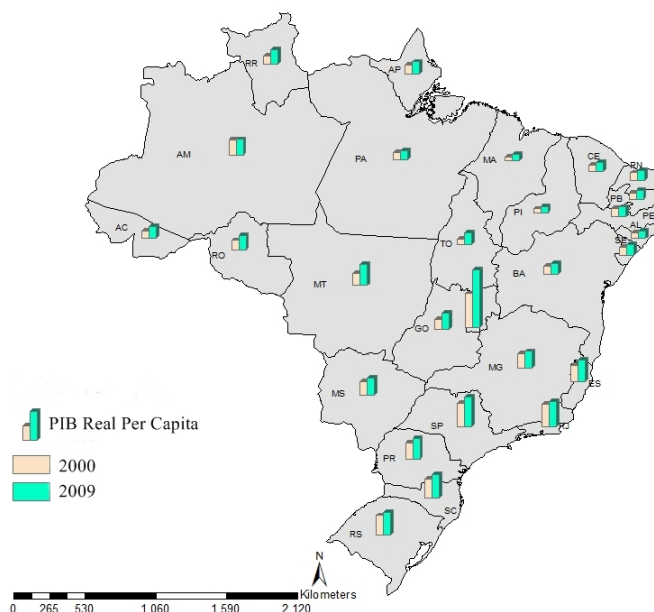 RR
AP
AM
PA
MA
CE
RN
PB
PI
PE
AC
AL
SE
TO
RO
BA
MT
GO
MG
ES
MS
SP
RJ
PR
SC
RS
PIB Real Per Capita
2000
2009
N
Kilometers
0 265 530 1.060 1.590 2.120